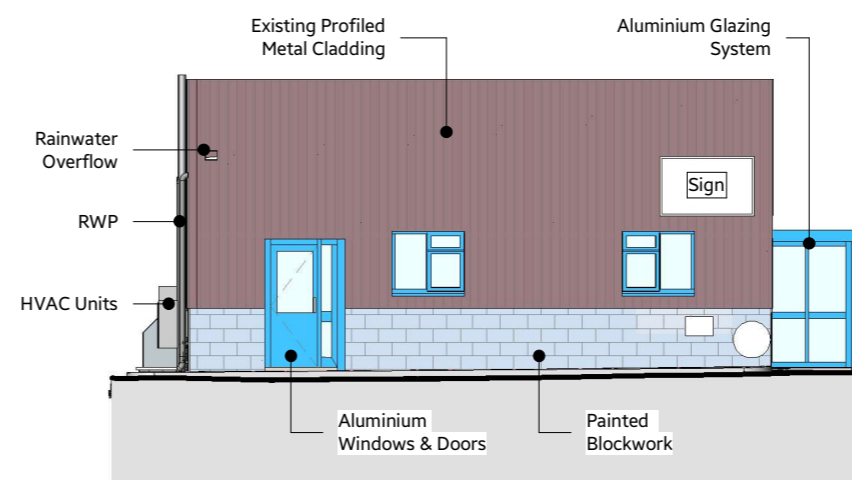 Existing Profiled
Metal Cladding
Aluminium Glazing
System
Rainwater
Overflow
Sign
RWP
HVAC Units
Aluminium
Windows & Doors
Painted
Blockwork